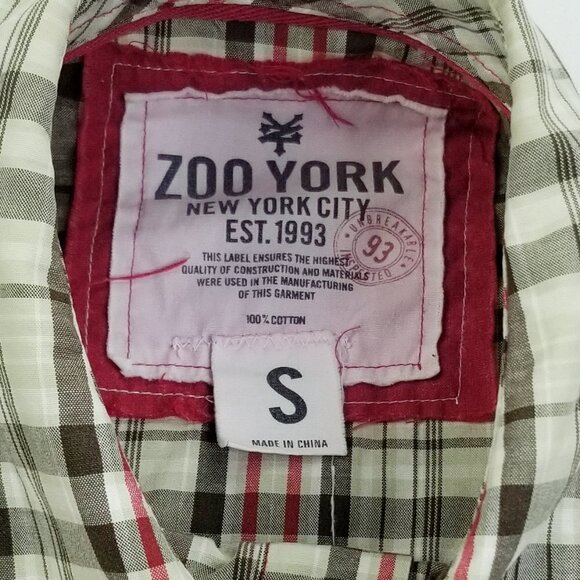 ZOO YORK
NEW YORK CITY
EST. 1993
THIS LABEL ENSURES THE HIGHEST
QUALITY OF CONSTRUCTION AND MATERIALS
WERE USED IN THE MANUFACTURING
OF THIS GARMENT
100% COTTON
UNBREAKABLE
93
INSPECTED
S
MADE IN CHINA